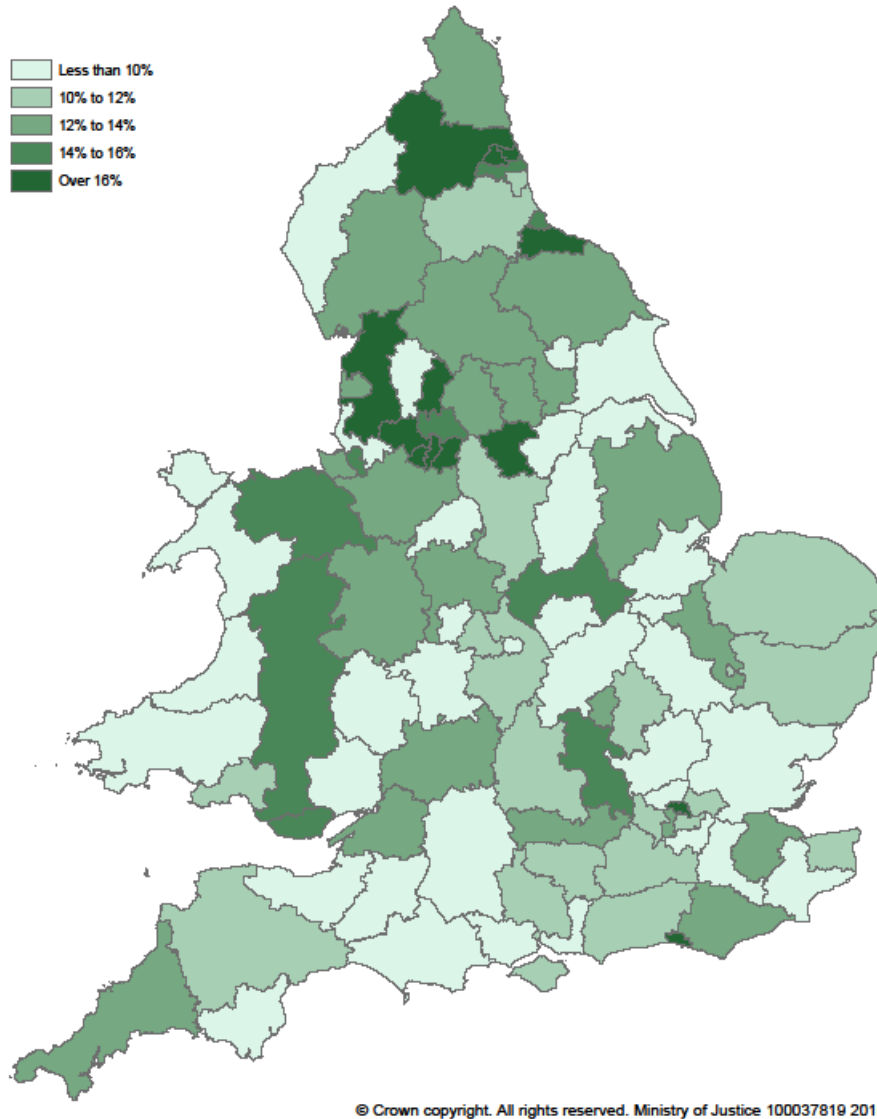 Less than 10%
10% to 12%
12% to 14%
14% to 16%
Over 16%
© Crown copyright. All rights reserved. Ministry of Justice 100037819 201